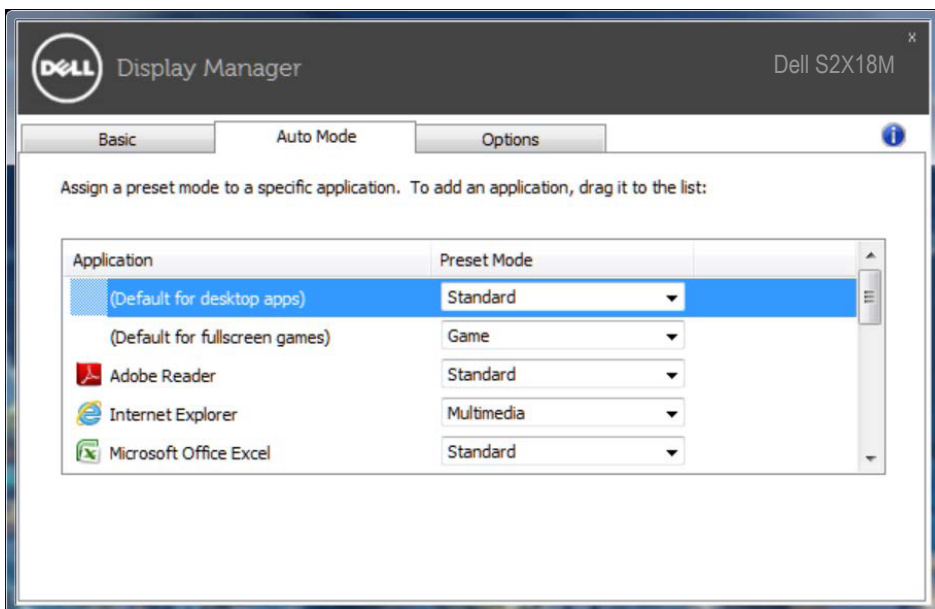 DELL Display Manager Dell S2X18M x
Basic Auto Mode Options i
Assign a preset mode to a specific application. To add an application, drag it to the list:
Application Preset Mode
(Default for desktop apps) Standard
(Default for fullscreen games) Game
Adobe Reader Standard
Internet Explorer Multimedia
Microsoft Office Excel Standard